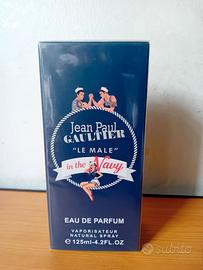 Jean Paul
GAULTIER
"LE MALE"
in the Navy
EAU DE PARFUM
VAPORISATEUR
NATURAL SPRAY
℮125ml-4.2FL.OZ
subito